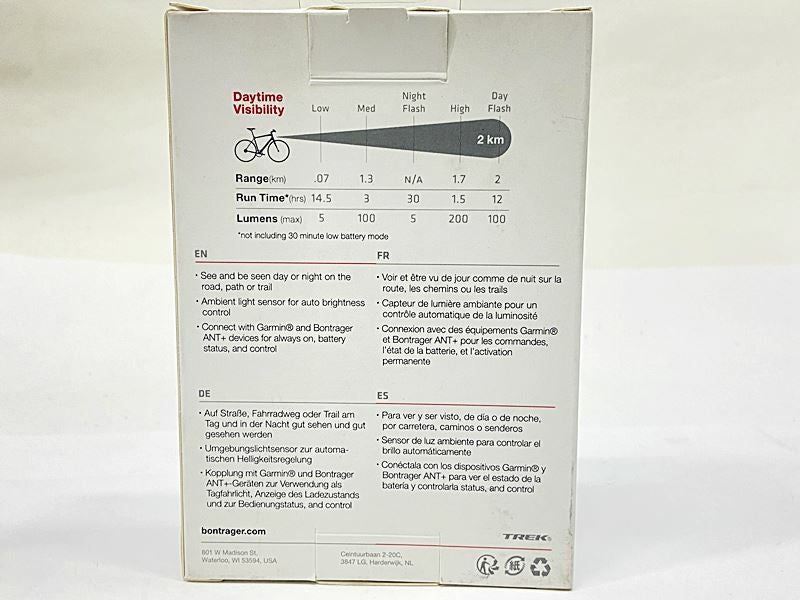 Daytime
Visibility
Low Med Night Flash High Day Flash
2 km
Range(km) .07 1.3 N/A 1.7 2
Run Time*(hrs) 14.5 3 30 1.5 12
Lumens (max) 5 100 5 200 100
*not including 30 minute low battery mode
EN
• See and be seen day or night on the
road, path or trail
• Ambient light sensor for auto brightness
control
• Connect with Garmin® and Bontrager
ANT+ devices for always on, battery
status, and control
FR
• Voir et être vu de jour comme de nuit sur la
route, les chemins ou les trails
• Capteur de lumière ambiante pour un
contrôle automatique de la luminosité
• Connexion avec des équipements Garmin®
et Bontrager ANT+ pour les commandes,
l'état de la batterie, et l'activation
permanente
DE
• Auf Straße, Fahrradweg oder Trail am
Tag und in der Nacht gut sehen und gut
gesehen werden
• Umgebungslichtsensor zur automa-
tischen Helligkeitsregelung
• Kopplung mit Garmin® und Bontrager
ANT+-Geräten zur Verwendung als
Tagfahrlicht, Anzeige des Ladezustands
und zur Bedienungstatus, and control
ES
• Para ver y ser visto, de día o de noche,
por carretera, caminos o senderos
• Sensor de luz ambiente para controlar el
brillo automáticamente
• Conéctala con los dispositivos Garmin® y
Bontrager ANT+ para ver el estado de la
batería y controlarla status, and control
bontrager.com
TREK®
801 W Madison St,
Waterloo, WI 53594, USA
Ceintuurbaan 2-20C,
3847 LG, Harderwijk, NL
紙